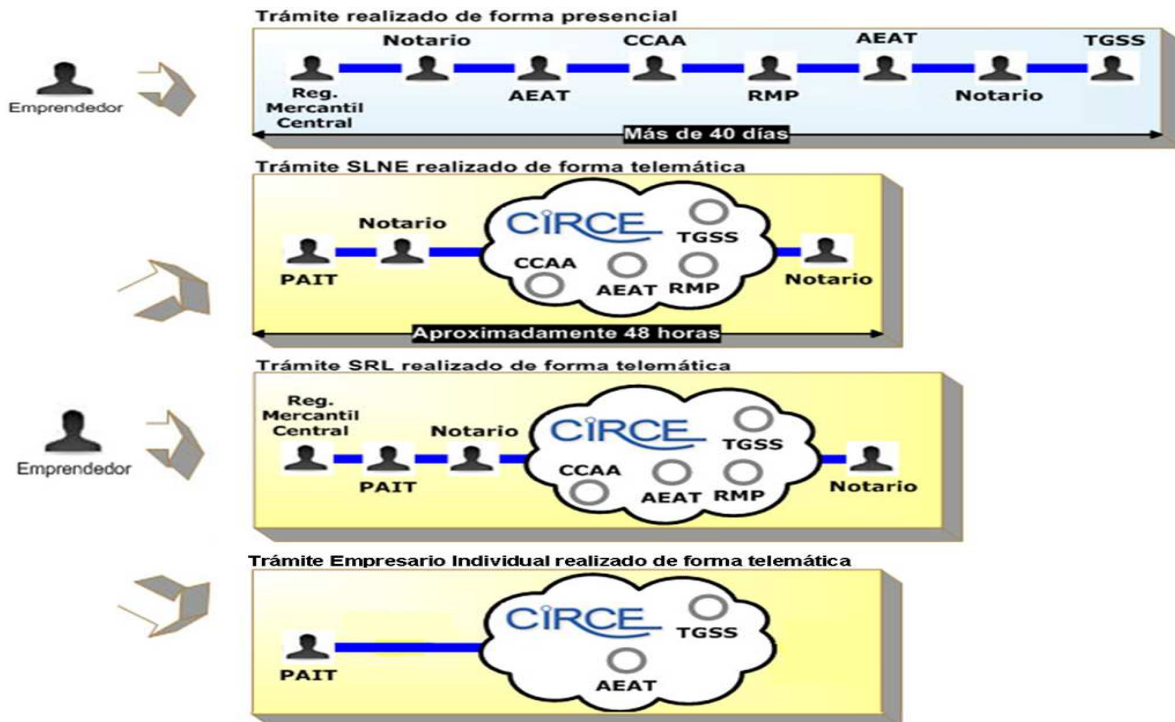 Trámite realizado de forma presencial
Emprendedor
Notario
CCAA
AEAT
TGSS
Reg.
Mercantil
Central
AEAT
RMP
Notario
Más de 40 días
Trámite SLNE realizado de forma telemática
Notario
CIRCE
TGSS
PAIT
CCAA
AEAT
RMP
Notario
Aproximadamente 48 horas
Trámite SRL realizado de forma telemática
Emprendedor
Reg.
Mercantil
Central
Notario
CIRCE
TGSS
PAIT
CCAA
AEAT
RMP
Notario
Trámite Empresario Individual realizado de forma telemática
CIRCE
TGSS
PAIT
AEAT